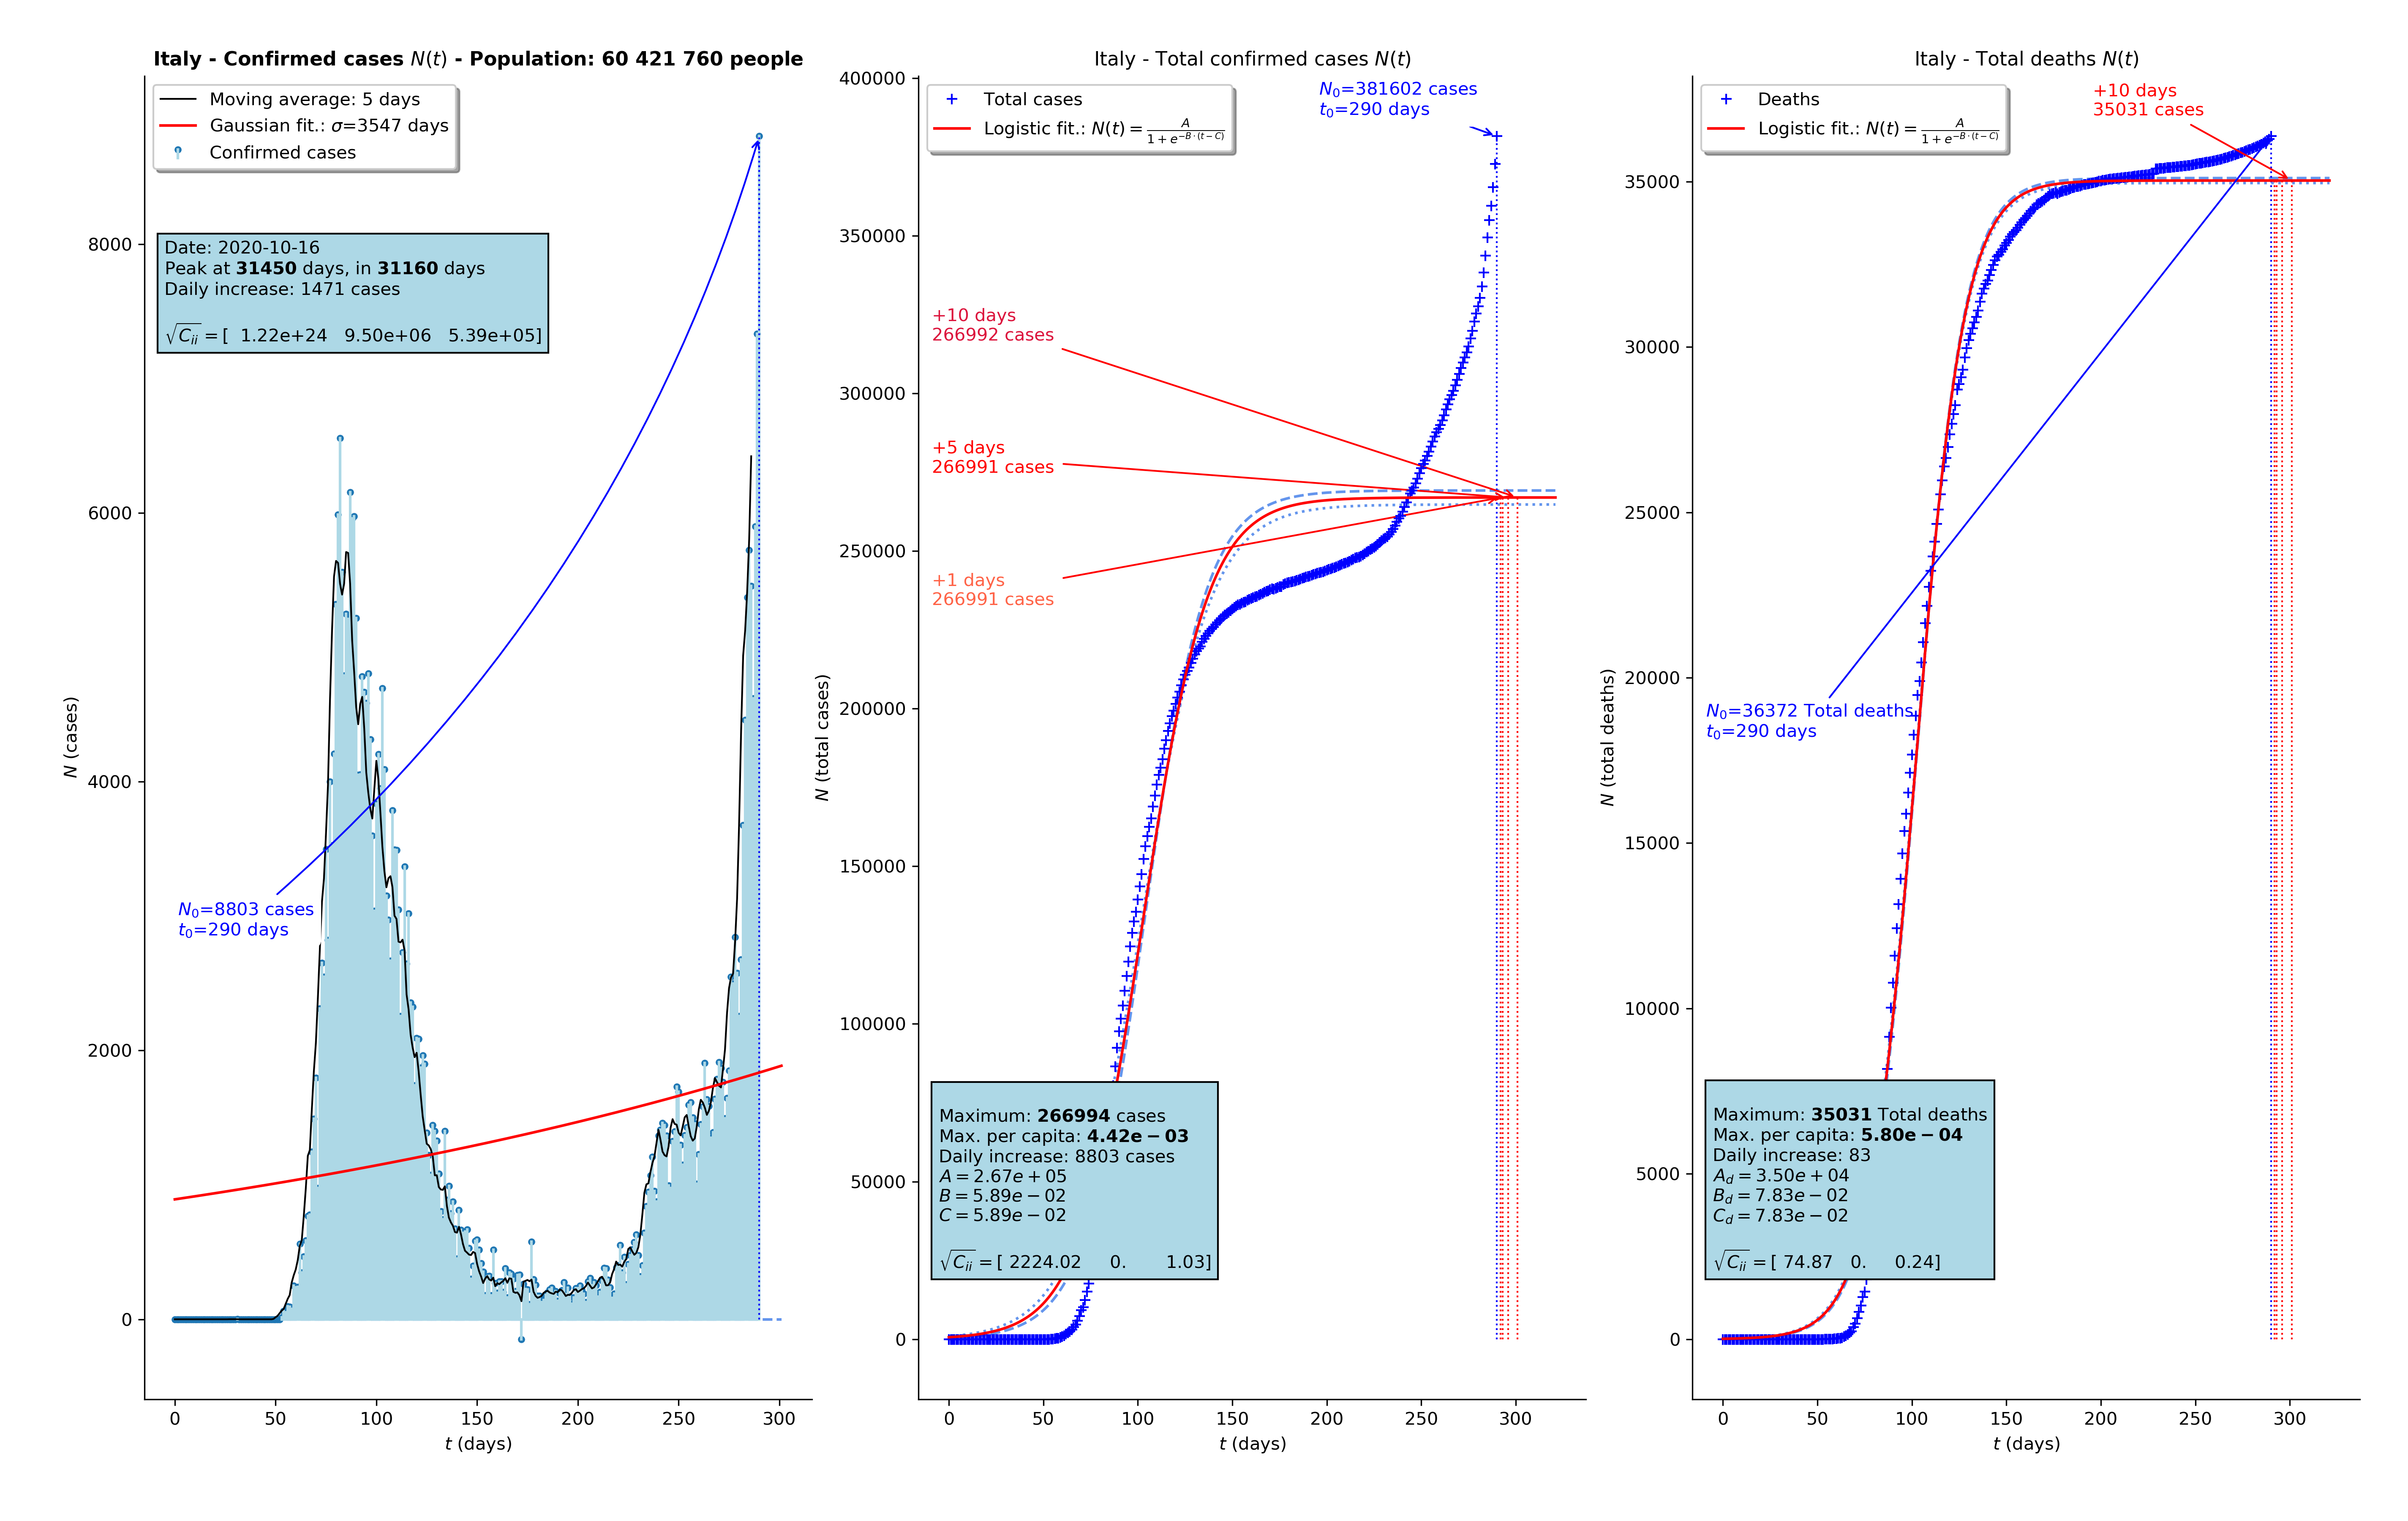 Italy - Confirmed cases N(t) - Population: 60 421 760 people
Moving average: 5 days
Gaussian fit.: σ=3547 days
Confirmed cases
Date: 2020-10-16
Peak at 31450 days, in 31160 days
Daily increase: 1471 cases
√C_ii = [ 1.22e+24 9.50e+06 5.39e+05]
N₀=8803 cases
t₀=290 days
N (cases)
8000
6000
4000
2000
0
0 50 100 150 200 250 300
t (days)
Italy - Total confirmed cases N(t)
Total cases
Logistic fit.: N(t) = A / (1 + e^(−B·(t−C)))
N₀=381602 cases
t₀=290 days
+10 days
266992 cases
+5 days
266991 cases
+1 days
266991 cases
Maximum: 266994 cases
Max. per capita: 4.42e − 03
Daily increase: 8803 cases
A = 2.67e + 05
B = 5.89e − 02
C = 5.89e − 02
√C_ii = [ 2224.02 0. 1.03]
N (total cases)
400000
350000
300000
250000
200000
150000
100000
50000
0
0 50 100 150 200 250 300
t (days)
Italy - Total deaths N(t)
Deaths
Logistic fit.: N(t) = A / (1 + e^(−B·(t−C)))
+10 days
35031 cases
N₀=36372 Total deaths
t₀=290 days
Maximum: 35031 Total deaths
Max. per capita: 5.80e − 04
Daily increase: 83
A_d = 3.50e + 04
B_d = 7.83e − 02
C_d = 7.83e − 02
√C_ii = [ 74.87 0. 0.24]
N (total deaths)
35000
30000
25000
20000
15000
10000
5000
0
0 50 100 150 200 250 300
t (days)